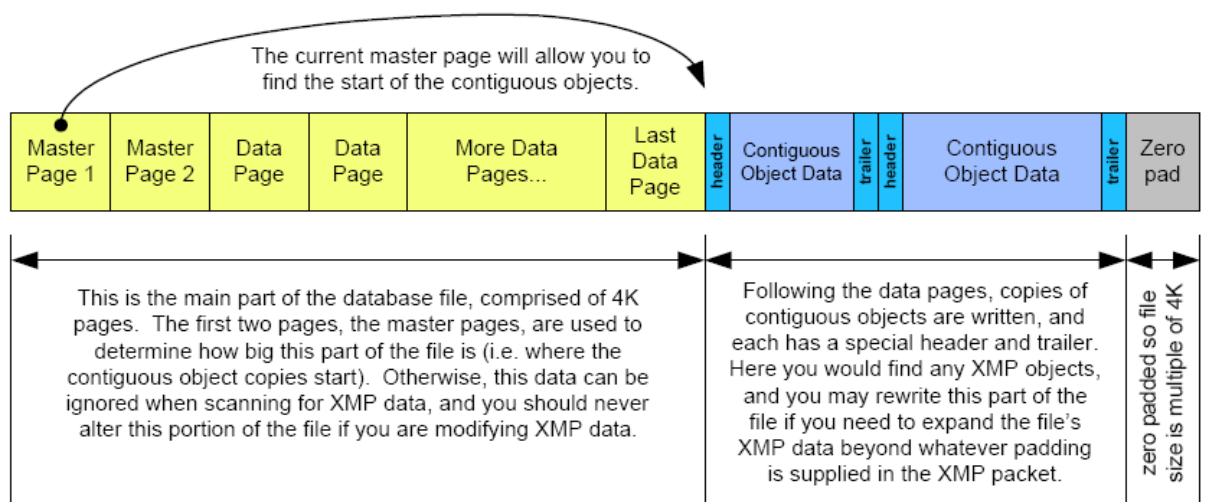 The current master page will allow you to
find the start of the contiguous objects.
Master
Page 1
Master
Page 2
Data
Page
Data
Page
More Data
Pages...
Last
Data
Page
header
Contiguous
Object Data
trailer
header
Contiguous
Object Data
trailer
Zero
pad
This is the main part of the database file, comprised of 4K
pages. The first two pages, the master pages, are used to
determine how big this part of the file is (i.e. where the
contiguous object copies start). Otherwise, this data can be
ignored when scanning for XMP data, and you should never
alter this portion of the file if you are modifying XMP data.
Following the data pages, copies of
contiguous objects are written, and
each has a special header and trailer.
Here you would find any XMP objects,
and you may rewrite this part of the
file if you need to expand the file's
XMP data beyond whatever padding
is supplied in the XMP packet.
zero padded so file
size is multiple of 4K